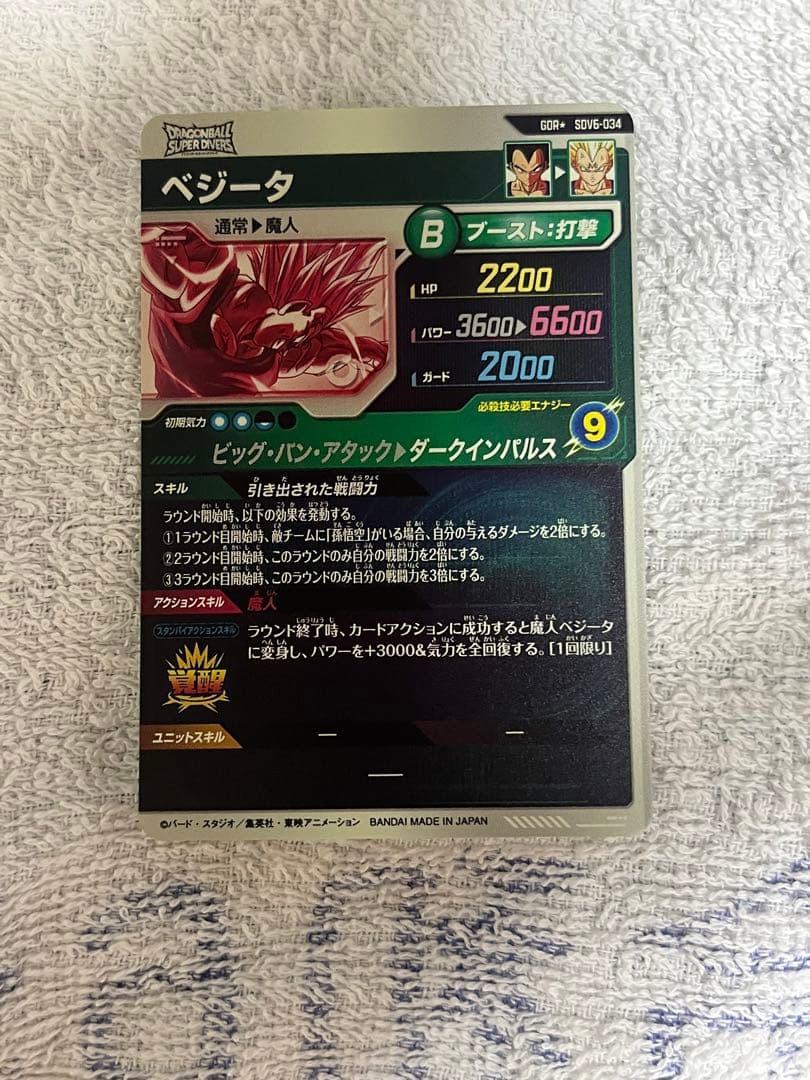 GDR★ SDV6-034
DRAGONBALL
SUPER DIVERS
ベジータ
通常▶魔人
B ブースト:打撃
HP 2200
パワー 3600▶6600
ガード 2000
初期気力
必殺技必要エナジー
9
ビッグ・バン・アタック▶ダークインパルス
スキル 引き出された戦闘力
ラウンド開始時、以下の効果を発動する。
①1ラウンド目開始時、敵チームに「孫悟空」がいる場合、自分の与えるダメージを2倍にする。
②2ラウンド目開始時、このラウンドのみ自分の戦闘力を2倍にする。
③3ラウンド目開始時、このラウンドのみ自分の戦闘力を3倍にする。
アクションスキル 魔人
スタンバイアクションスキル
覚醒
ラウンド終了時、カードアクションに成功すると魔人ベジータ
に変身し、パワーを+3000&気力を全回復する。[1回限り]
ユニットスキル ー ー
ー
©バード・スタジオ/集英社・東映アニメーション BANDAI MADE IN JAPAN